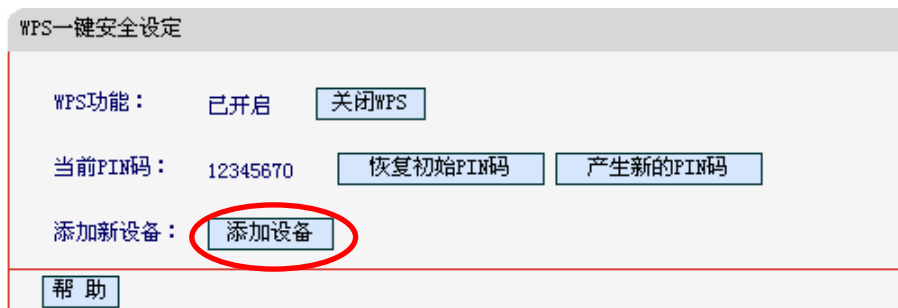 WPS一键安全设定
WPS功能： 已开启 关闭WPS
当前PIN码： 12345670 恢复初始PIN码 产生新的PIN码
添加新设备： 添加设备
帮 助